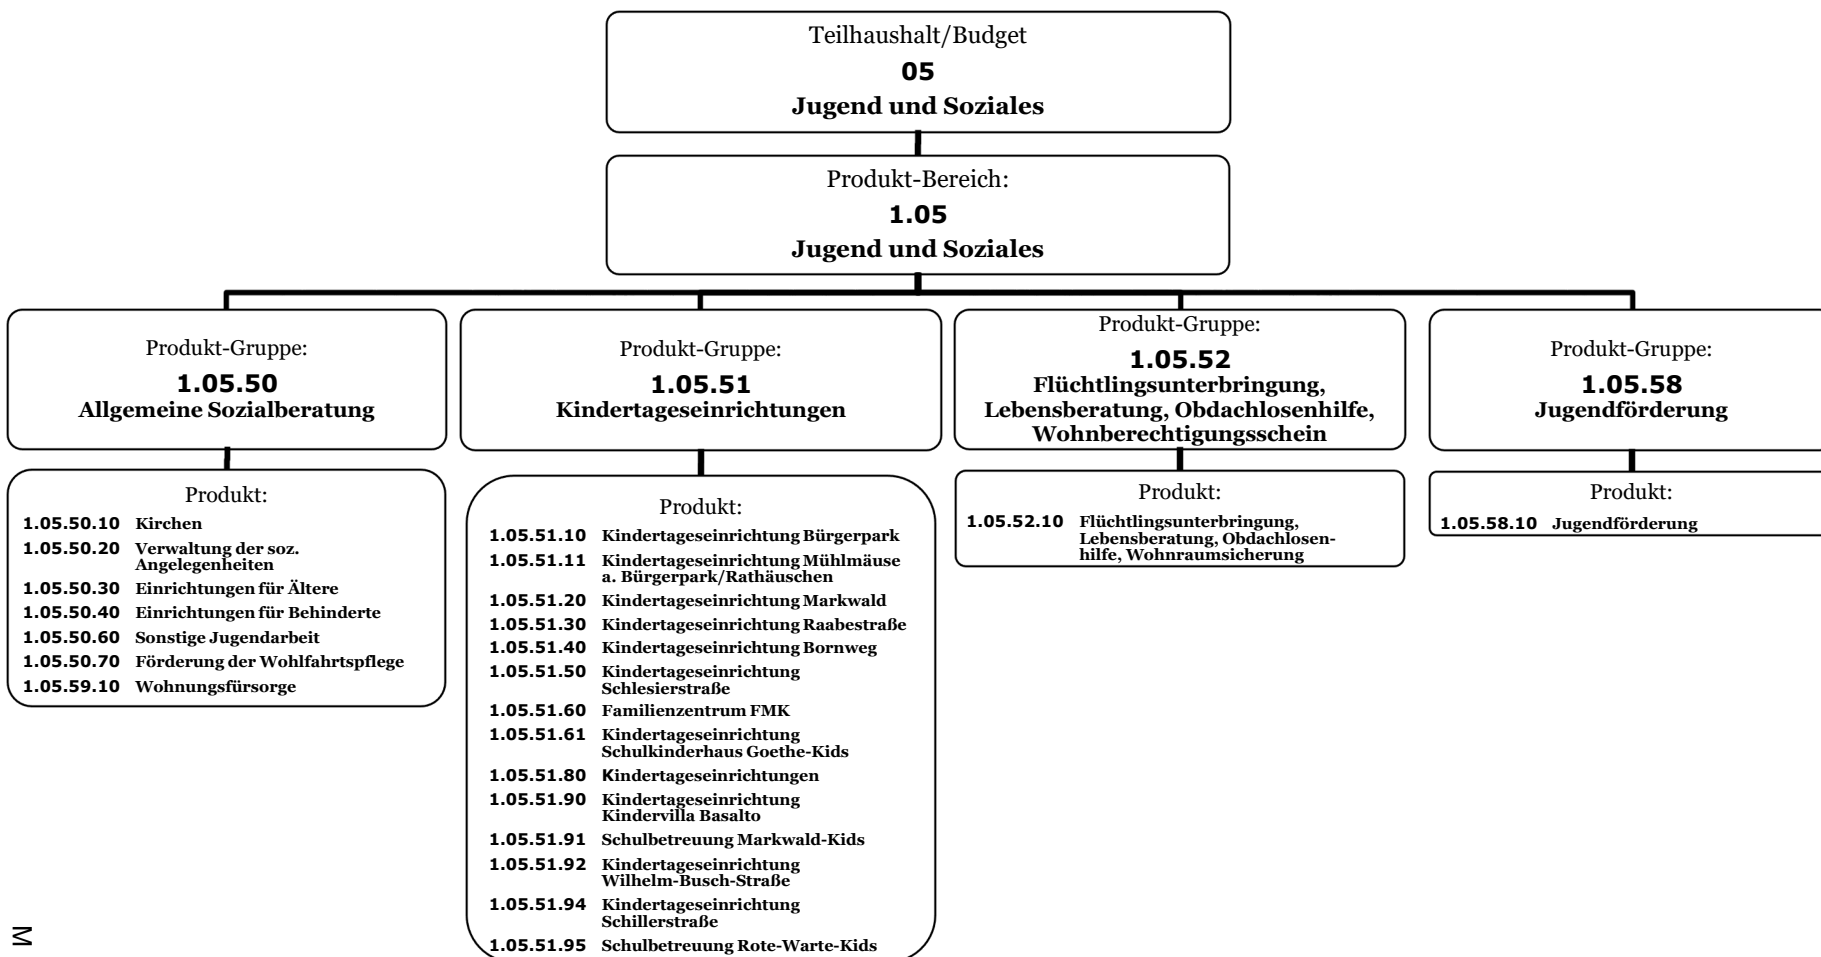 Teilhaushalt/Budget
05
Jugend und Soziales
Produkt-Bereich:
1.05
Jugend und Soziales
Produkt-Gruppe:
1.05.50
Allgemeine Sozialberatung
Produkt-Gruppe:
1.05.51
Kindertageseinrichtungen
Produkt-Gruppe:
1.05.52
Flüchtlingsunterbringung,
Lebensberatung, Obdachlosenhilfe,
Wohnberechtigungsschein
Produkt-Gruppe:
1.05.58
Jugendförderung
Produkt:
1.05.50.10 Kirchen
1.05.50.20 Verwaltung der soz.
Angelegenheiten
1.05.50.30 Einrichtungen für Ältere
1.05.50.40 Einrichtungen für Behinderte
1.05.50.60 Sonstige Jugendarbeit
1.05.50.70 Förderung der Wohlfahrtspflege
1.05.59.10 Wohnungsfürsorge
Produkt:
1.05.51.10 Kindertageseinrichtung Bürgerpark
1.05.51.11 Kindertageseinrichtung Mühlmäuse
a. Bürgerpark/Rathäuschen
1.05.51.20 Kindertageseinrichtung Markwald
1.05.51.30 Kindertageseinrichtung Raabestraße
1.05.51.40 Kindertageseinrichtung Bornweg
1.05.51.50 Kindertageseinrichtung
Schlesierstraße
1.05.51.60 Familienzentrum FMK
1.05.51.61 Kindertageseinrichtung
Schulkinderhaus Goethe-Kids
1.05.51.80 Kindertageseinrichtungen
1.05.51.90 Kindertageseinrichtung
Kindervilla Basalto
1.05.51.91 Schulbetreuung Markwald-Kids
1.05.51.92 Kindertageseinrichtung
Wilhelm-Busch-Straße
1.05.51.94 Kindertageseinrichtung
Schillerstraße
1.05.51.95 Schulbetreuung Rote-Warte-Kids
Produkt:
1.05.52.10 Flüchtlingsunterbringung,
Lebensberatung, Obdachlosen-
hilfe, Wohnraumsicherung
Produkt:
1.05.58.10 Jugendförderung
M